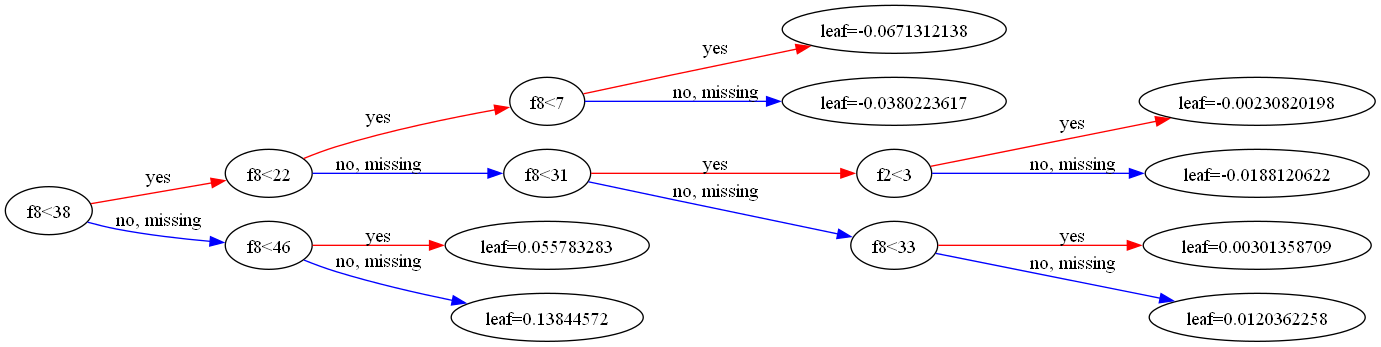 f8<38
yes
no, missing
f8<22
yes
no, missing
f8<46
yes
no, missing
f8<7
yes
no, missing
f8<31
yes
no, missing
leaf=0.055783283
leaf=0.13844572
leaf=-0.0671312138
leaf=-0.0380223617
f2<3
yes
no, missing
f8<33
yes
no, missing
leaf=-0.00230820198
leaf=-0.0188120622
leaf=0.00301358709
leaf=0.0120362258